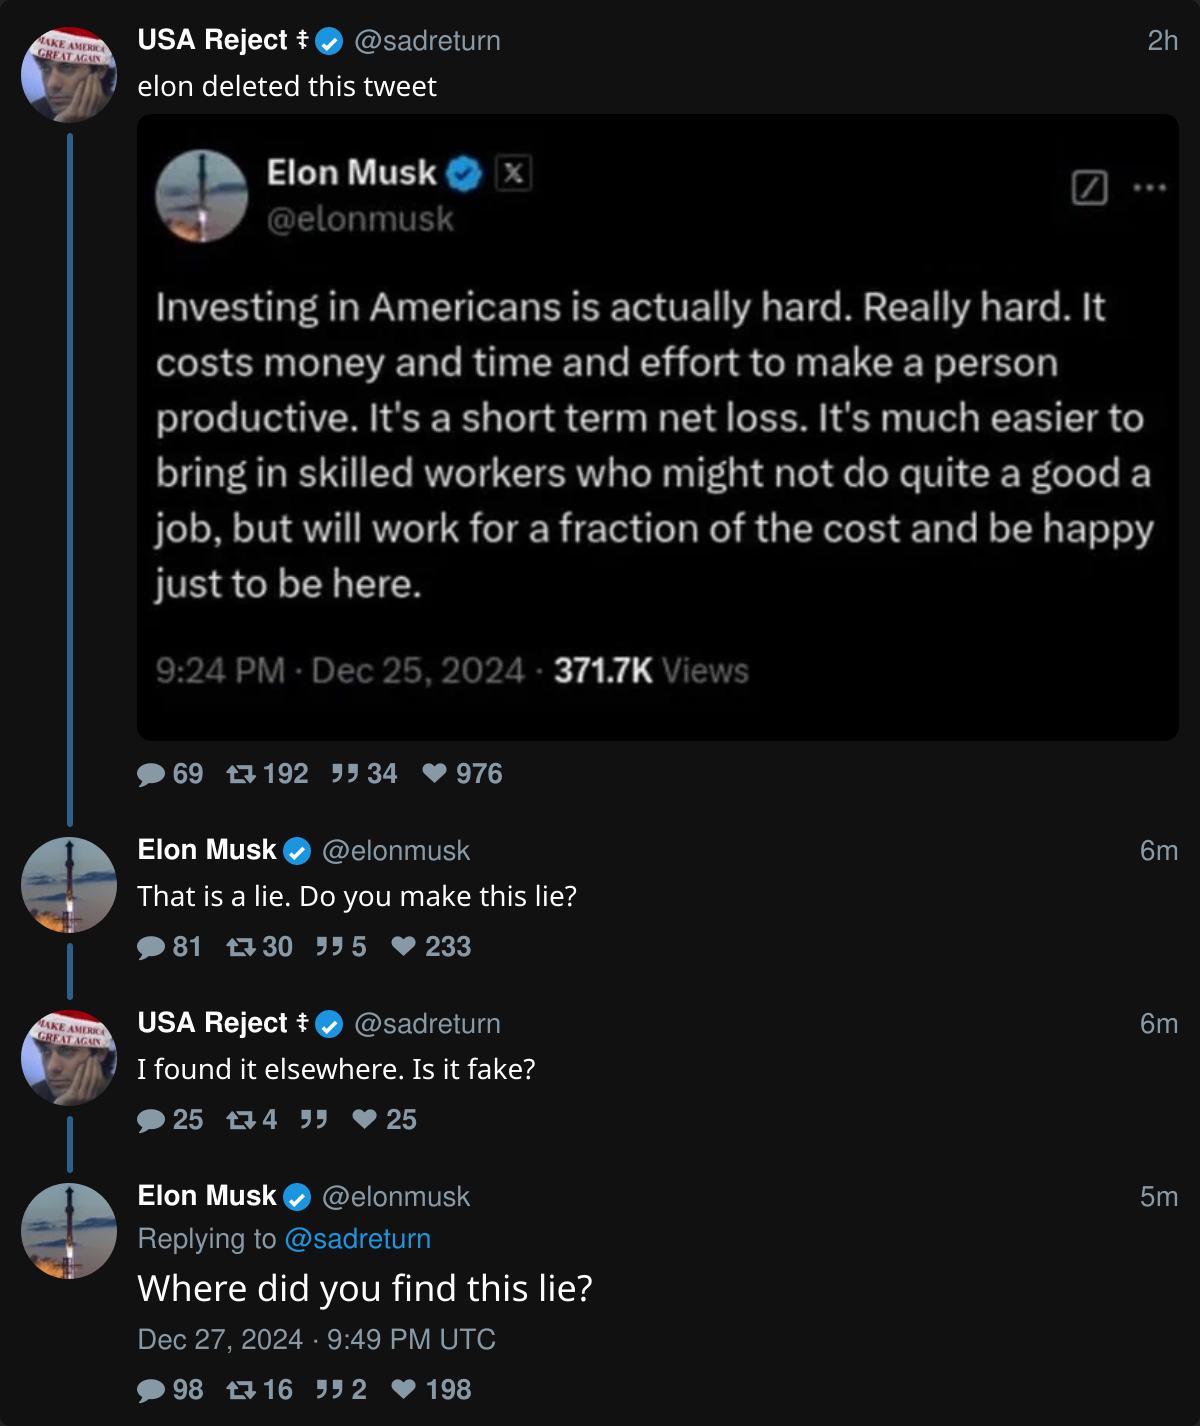 USA Reject ⚕ @sadreturn 2h
elon deleted this tweet
Elon Musk X
@elonmusk
Investing in Americans is actually hard. Really hard. It
costs money and time and effort to make a person
productive. It's a short term net loss. It's much easier to
bring in skilled workers who might not do quite a good a
job, but will work for a fraction of the cost and be happy
just to be here.
9:24 PM · Dec 25, 2024 · 371.7K Views
69 192 34 976
Elon Musk @elonmusk 6m
That is a lie. Do you make this lie?
81 30 5 233
MAKE AMERICA
GREAT AGAIN
USA Reject ⚕ @sadreturn 6m
I found it elsewhere. Is it fake?
25 4 25
Elon Musk @elonmusk 5m
Replying to @sadreturn
Where did you find this lie?
Dec 27, 2024 · 9:49 PM UTC
98 16 2 198